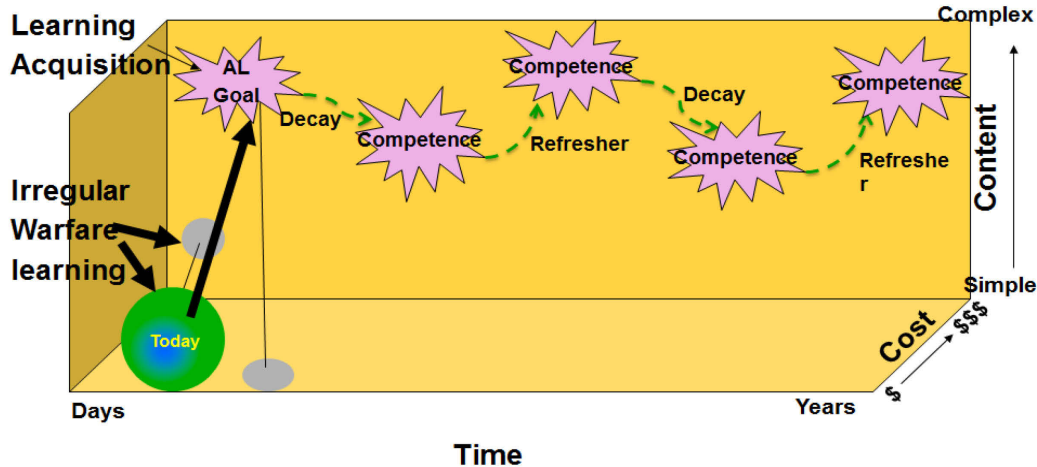 Learning
Acquisition
AL
Goal
Decay
Competence
Refresher
Competence
Decay
Competence
Refreshe
r
Competence
Complex
Content
Simple
Irregular
Warfare
learning
Today
Cost
$$$
$
Days
Years
Time